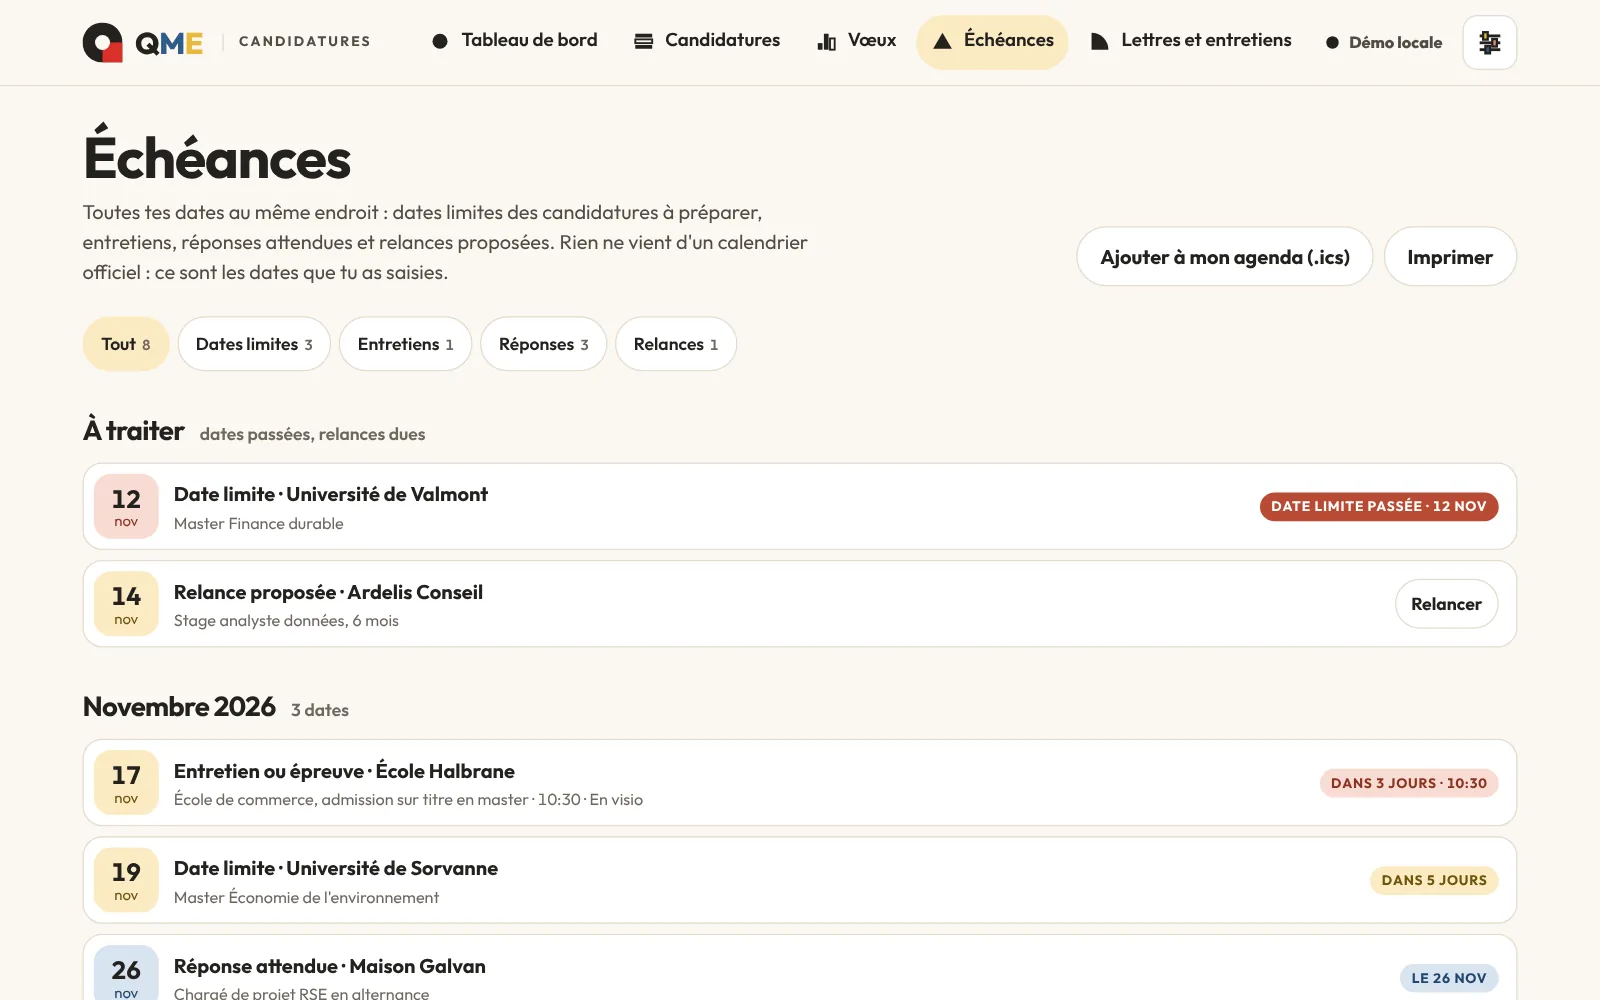 QME
CANDIDATURES
Tableau de bord
Candidatures
Vœux
Échéances
Lettres et entretiens
Démo locale
Échéances
Toutes tes dates au même endroit : dates limites des candidatures à préparer,
entretiens, réponses attendues et relances proposées. Rien ne vient d'un calendrier
officiel : ce sont les dates que tu as saisies.
Ajouter à mon agenda (.ics)
Imprimer
Tout 8
Dates limites 3
Entretiens 1
Réponses 3
Relances 1
À traiter dates passées, relances dues
12
nov
Date limite · Université de Valmont
Master Finance durable
DATE LIMITE PASSÉE · 12 NOV
14
nov
Relance proposée · Ardelis Conseil
Stage analyste données, 6 mois
Relancer
Novembre 2026 3 dates
17
nov
Entretien ou épreuve · École Halbrane
École de commerce, admission sur titre en master · 10:30 · En visio
DANS 3 JOURS · 10:30
19
nov
Date limite · Université de Sorvanne
Master Économie de l'environnement
DANS 5 JOURS
26
nov
Réponse attendue · Maison Galvan
Chargé de projet RSE en alternance
LE 26 NOV